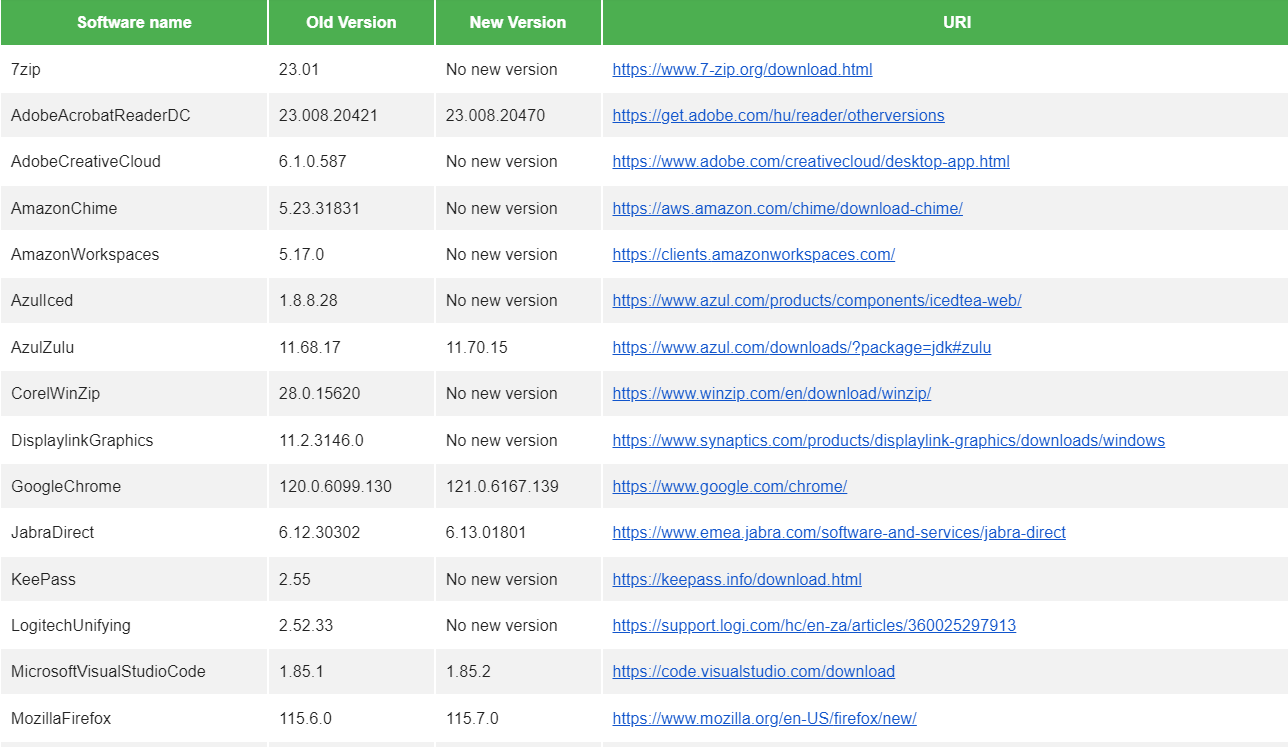 Software name Old Version New Version URI
7zip 23.01 No new version https://www.7-zip.org/download.html
AdobeAcrobatReaderDC 23.008.20421 23.008.20470 https://get.adobe.com/hu/reader/otherversions
AdobeCreativeCloud 6.1.0.587 No new version https://www.adobe.com/creativecloud/desktop-app.html
AmazonChime 5.23.31831 No new version https://aws.amazon.com/chime/download-chime/
AmazonWorkspaces 5.17.0 No new version https://clients.amazonworkspaces.com/
AzulIced 1.8.8.28 No new version https://www.azul.com/products/components/icedtea-web/
AzulZulu 11.68.17 11.70.15 https://www.azul.com/downloads/?package=jdk#zulu
CorelWinZip 28.0.15620 No new version https://www.winzip.com/en/download/winzip/
DisplaylinkGraphics 11.2.3146.0 No new version https://www.synaptics.com/products/displaylink-graphics/downloads/windows
GoogleChrome 120.0.6099.130 121.0.6167.139 https://www.google.com/chrome/
JabraDirect 6.12.30302 6.13.01801 https://www.emea.jabra.com/software-and-services/jabra-direct
KeePass 2.55 No new version https://keepass.info/download.html
LogitechUnifying 2.52.33 No new version https://support.logi.com/hc/en-za/articles/360025297913
MicrosoftVisualStudioCode 1.85.1 1.85.2 https://code.visualstudio.com/download
MozillaFirefox 115.6.0 115.7.0 https://www.mozilla.org/en-US/firefox/new/